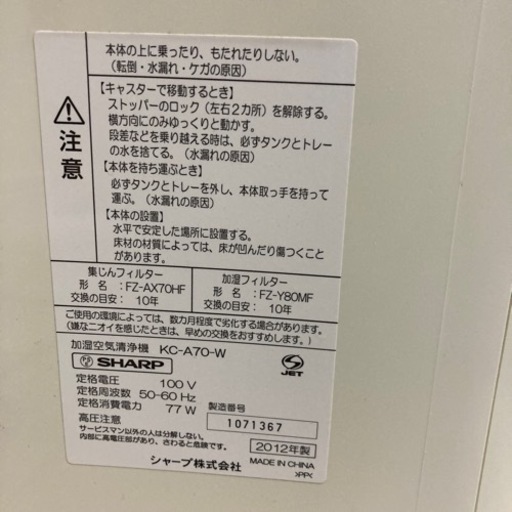 本体の上に乗ったり、もたれたりしない。
（転倒・水漏れ・ケガの原因）
注意
【キャスターで移動するとき】
ストッパーのロック（左右2カ所）を解除する。
横方向にのみゆっくりと動かす。
段差などを乗り越える時は、必ずタンクとトレー
の水を捨てる。（水漏れの原因）
【本体を持ち運ぶとき】
必ずタンクとトレーを外し、本体取っ手を持って
運ぶ。（水漏れの原因）
【本体の設置】
水平で安定した場所に設置する。
床材の材質によっては、床が凹んだり傷つくこと
があります。
集じんフィルター
形　名：　FZ-AX70HF
交換の目安：　10年
加湿フィルター
形　名：　FZ-Y80MF
交換の目安：　10年
ご使用の環境によっては、数カ月程度で劣化する場合があります。
（嫌なニオイを感じたときは、早めの交換をおすすめします。）
加湿空気清浄機　KC-A70-W
SHARP
JET
定格電圧　100 V
定格周波数　50-60 Hz
定格消費電力　77 W
製造番号
1071367
高圧注意
サービスマン以外の人は分解しない。
内部に高電圧部があり、さわると危険です。
2012年製
シャープ株式会社
MADE IN CHINA
>PP<